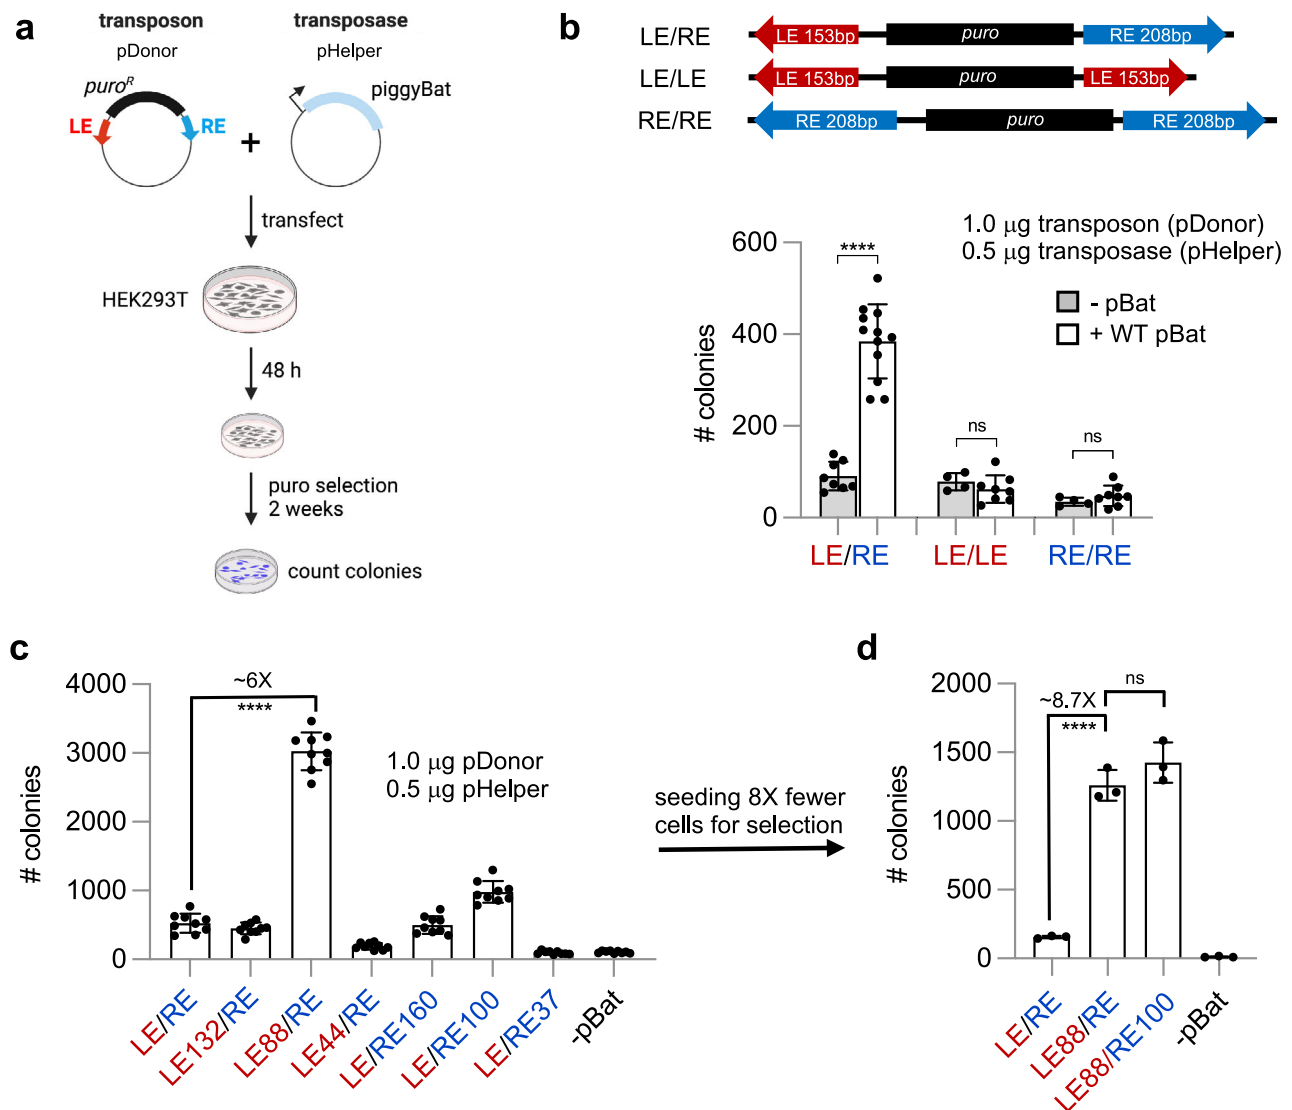 a
transposon
transposase
pDonor
pHelper
puroR
piggyBat
LE
RE
+
transfect
HEK293T
48 h
puro selection
2 weeks
count colonies
b
LE/RE
LE 153bp
puro
RE 208bp
LE/LE
LE 153bp
puro
LE 153bp
RE/RE
RE 208bp
puro
RE 208bp
1.0 μg transposon (pDonor)
0.5 μg transposase (pHelper)
- pBat
+ WT pBat
# colonies
600
400
200
0
****
ns
ns
LE/RE
LE/LE
RE/RE
c
# colonies
4000
3000
2000
1000
0
~6X
****
1.0 μg pDonor
0.5 μg pHelper
LE/RE
LE132/RE
LE88/RE
LE44/RE
LE/RE160
LE/RE100
LE/RE37
-pBat
seeding 8X fewer
cells for selection
d
# colonies
2000
1500
1000
500
0
~8.7X
****
ns
LE/RE
LE88/RE
LE88/RE100
-pBat